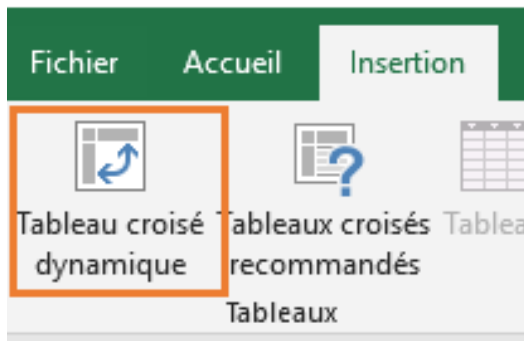 Fichier Accueil Insertion
Tableau croisé Tableaux croisés
dynamique recommandés
Tableaux